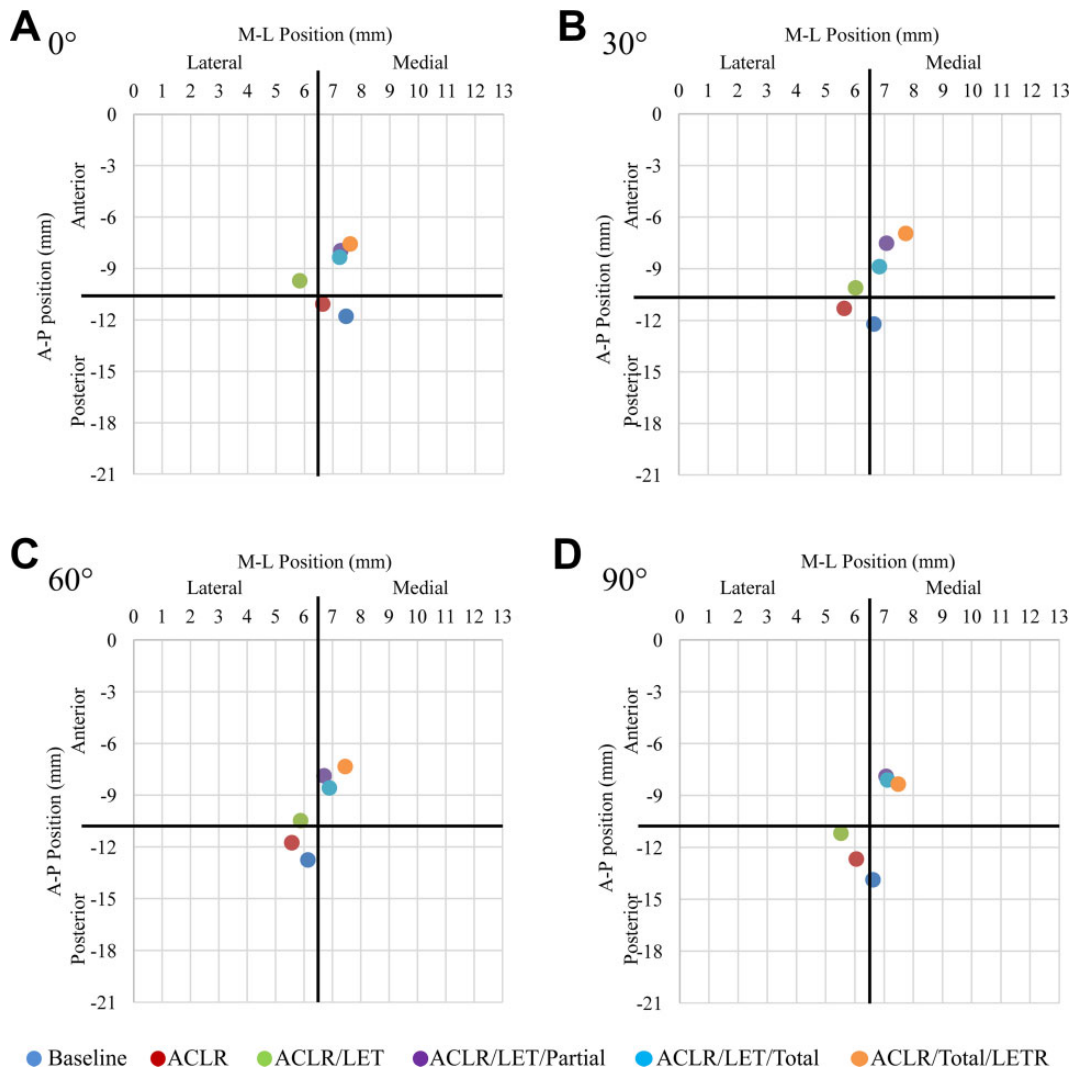 A
0°
M-L Position (mm)
Lateral Medial
0 1 2 3 4 5 6 7 8 9 10 11 12 13
A-P position (mm)
Anterior
Posterior
0
-3
-6
-9
-12
-15
-18
-21
B
30°
M-L Position (mm)
Lateral Medial
0 1 2 3 4 5 6 7 8 9 10 11 12 13
A-P Position (mm)
Anterior
Posterior
0
-3
-6
-9
-12
-15
-18
-21
C
60°
M-L Position (mm)
Lateral Medial
0 1 2 3 4 5 6 7 8 9 10 11 12 13
A-P Position (mm)
Anterior
Posterior
0
-3
-6
-9
-12
-15
-18
-21
D
90°
M-L Position (mm)
Lateral Medial
0 1 2 3 4 5 6 7 8 9 10 11 12 13
A-P position (mm)
Anterior
Posterior
0
-3
-6
-9
-12
-15
-18
-21
Baseline ACLR ACLR/LET ACLR/LET/Partial ACLR/LET/Total ACLR/Total/LETR